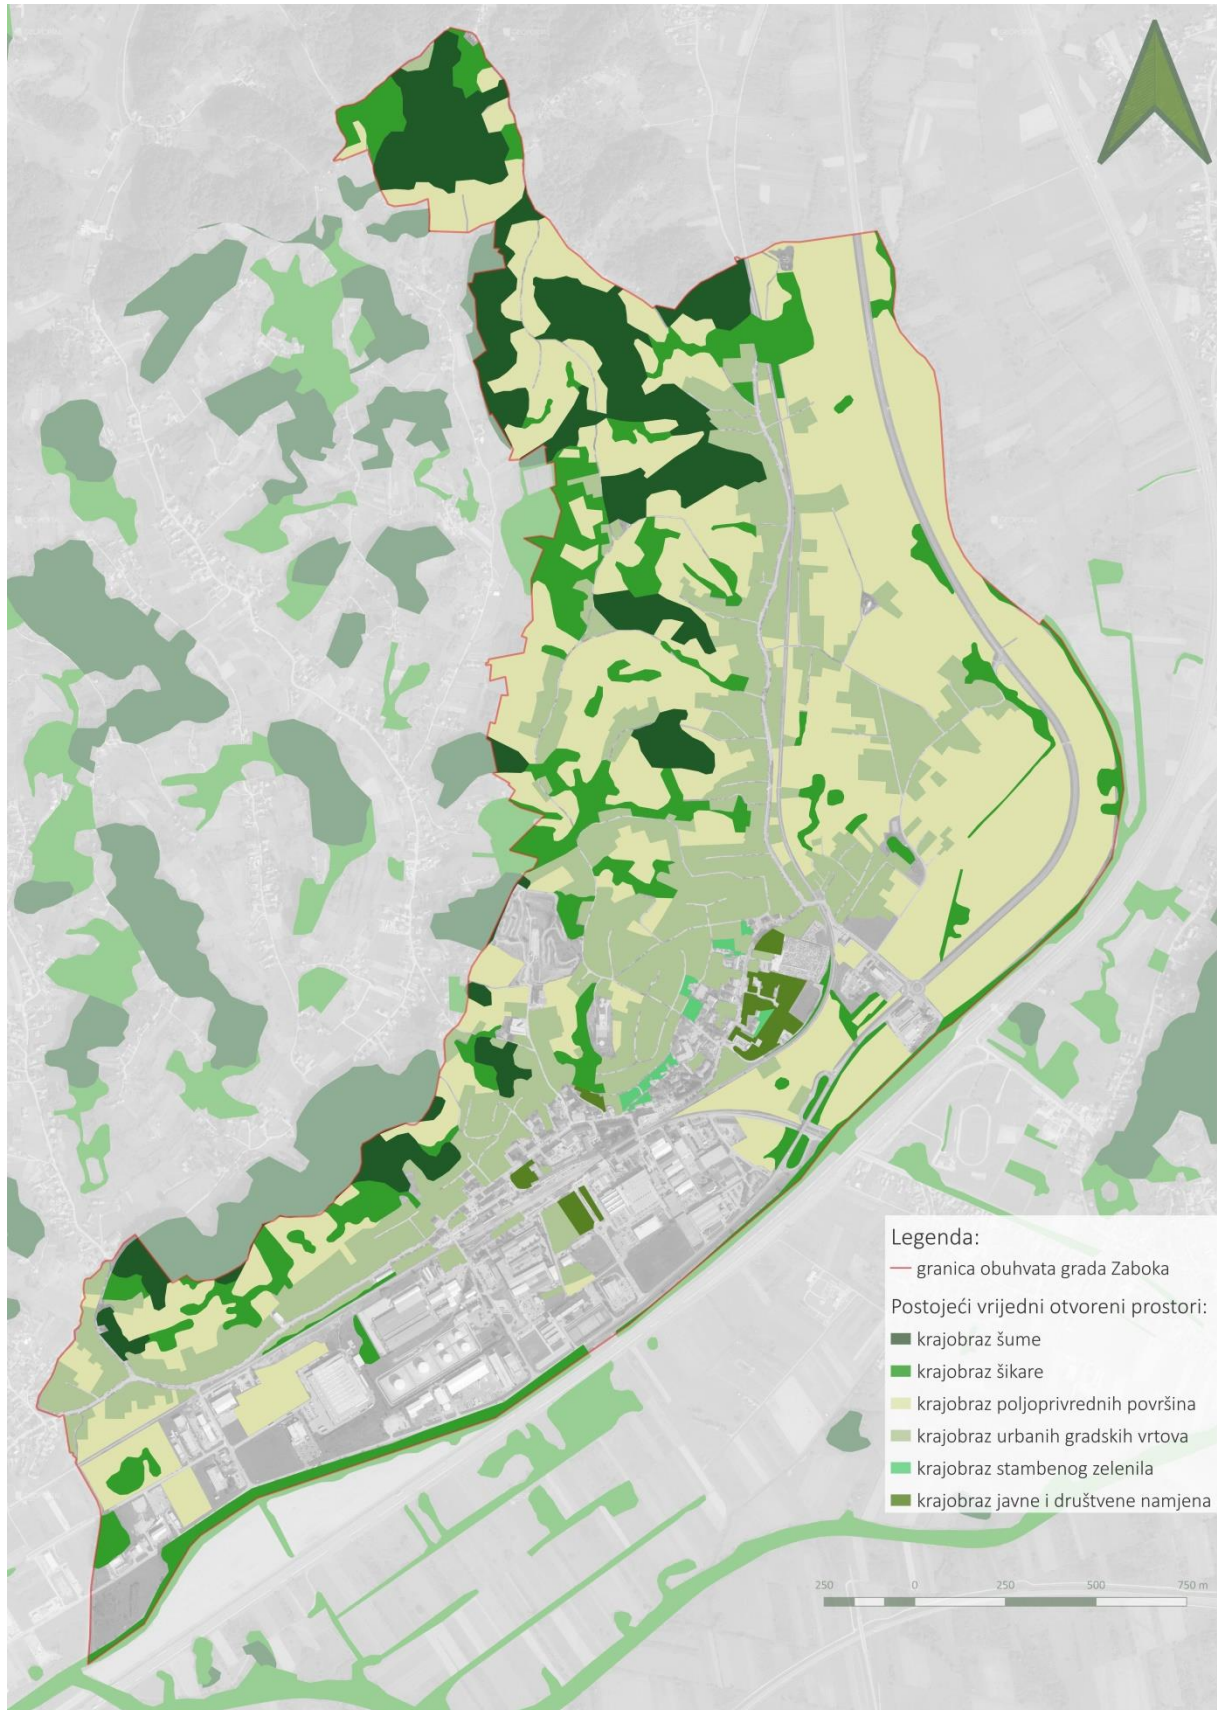 Legenda:
granica obuhvata grada Zaboka
Postojeći vrijedni otvoreni prostori:
krajobraz šume
krajobraz šikare
krajobraz poljoprivrednih površina
krajobraz urbanih gradskih vrtova
krajobraz stambenog zelenila
krajobraz javne i društvene namjena
250 0 250 500 750 m